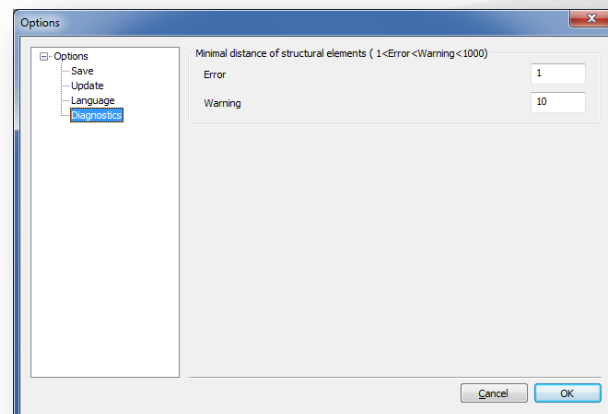 Options
Options
Save
Update
Language
Diagnostics
Minimal distance of structural elements ( 1<Error<Warning<1000)
Error
1
Warning
10
Cancel
OK